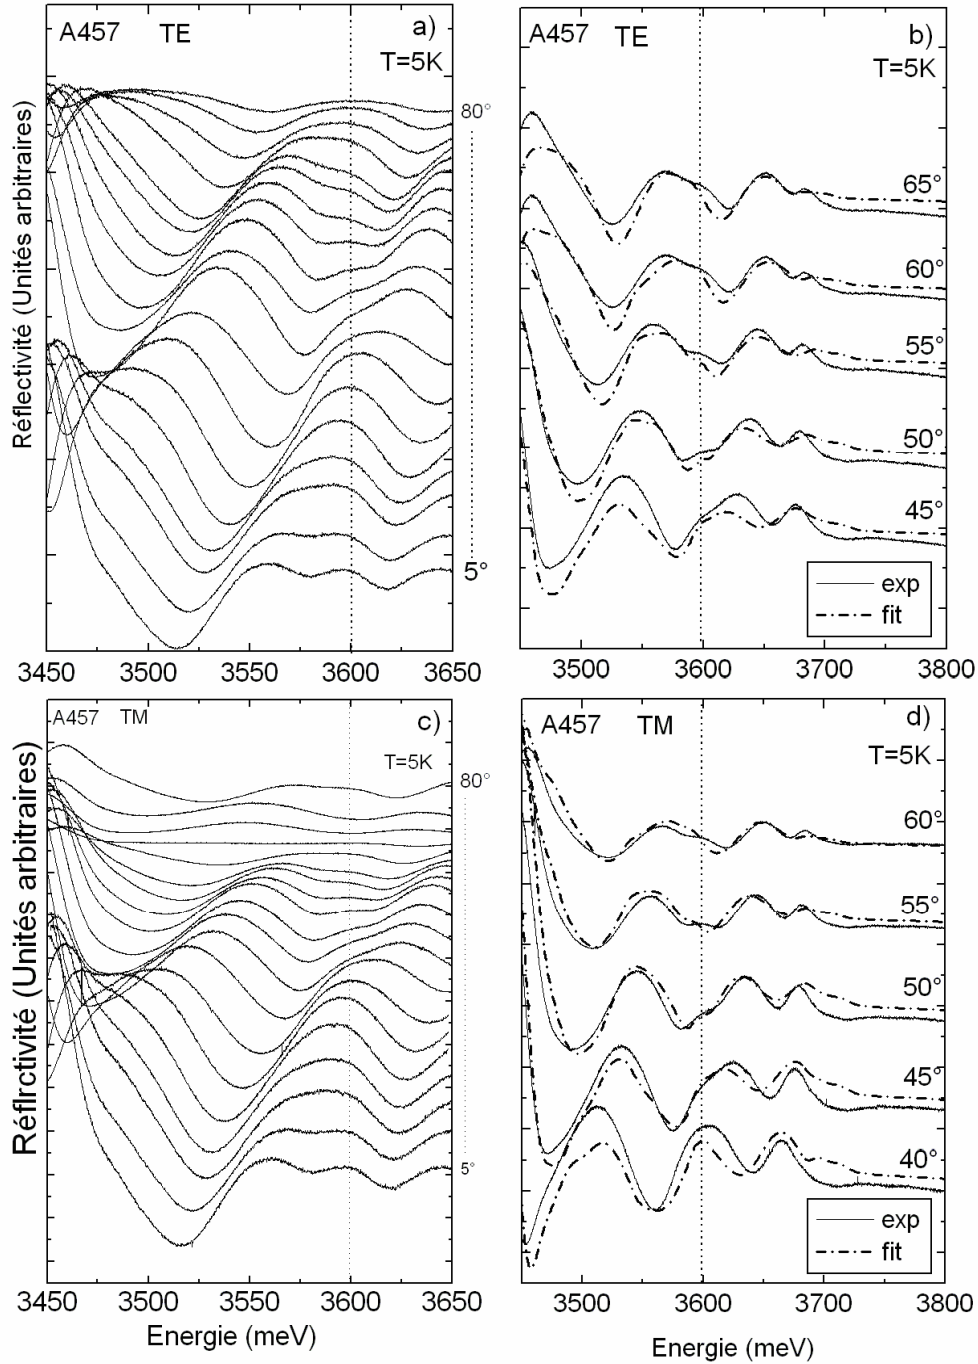 A457 TE a)
T=5K
80°
5°
Réflectivité (Unités arbitraires)
3450 3500 3550 3600 3650
A457 TE b)
T=5K
65°
60°
55°
50°
45°
exp
fit
3500 3600 3700 3800
A457 TM c)
T=5K
80°
5°
Réflrctivité (Unités arbitraires)
3450 3500 3550 3600 3650
Energie (meV)
A457 TM d)
T=5K
60°
55°
50°
45°
40°
exp
fit
3500 3600 3700 3800
Energie (meV)